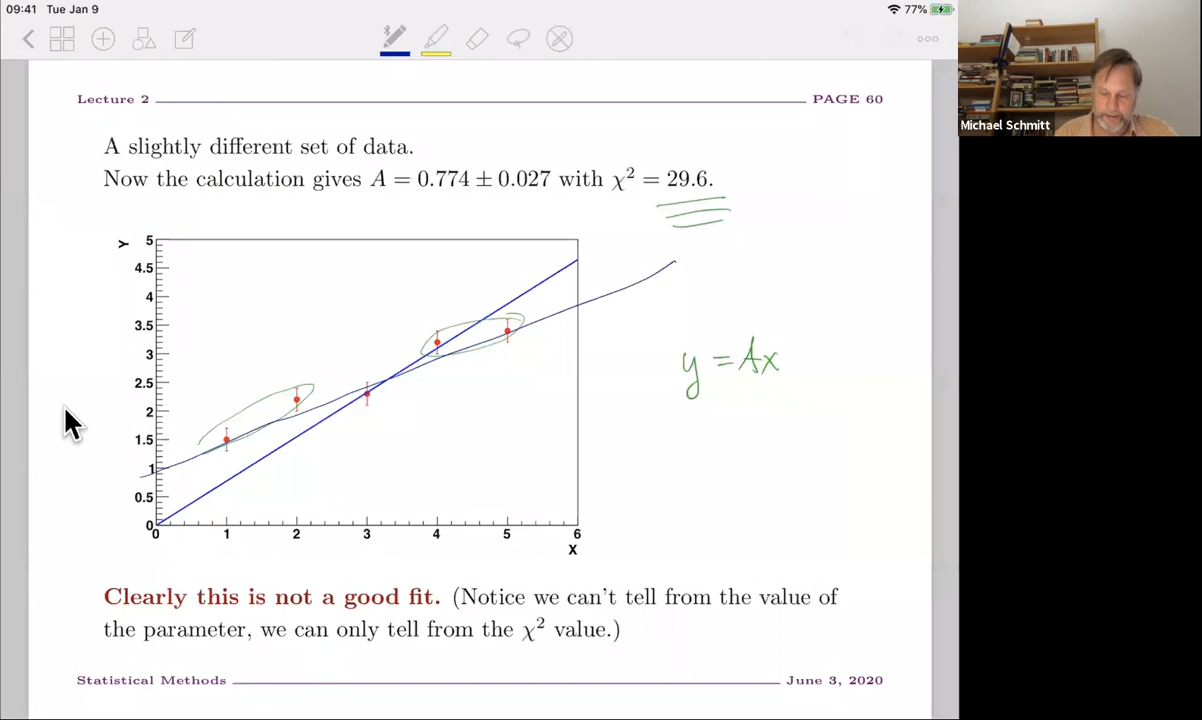 09:41 Tue Jan 9
77%
Michael Schmitt
Lecture 2 PAGE 60
A slightly different set of data.
Now the calculation gives A = 0.774 ± 0.027 with χ² = 29.6.
Y
5
4.5
4
3.5
3
2.5
2
1.5
1
0.5
0
0 1 2 3 4 5 6
X
y = Ax
Clearly this is not a good fit. (Notice we can't tell from the value of
the parameter, we can only tell from the χ² value.)
Statistical Methods June 3, 2020